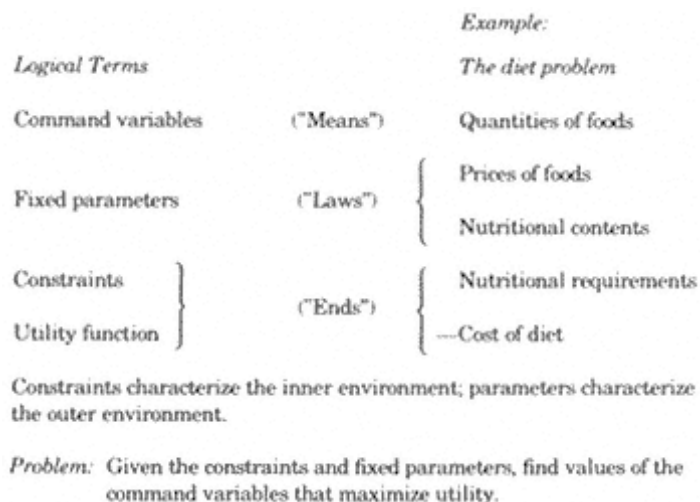 Example:
Logical Terms The diet problem
Command variables ("Means") Quantities of foods
Prices of foods
Fixed parameters ("Laws")
Nutritional contents
Constraints Nutritional requirements
("Ends")
Utility function —Cost of diet
Constraints characterize the inner environment; parameters characterize
the outer environment.
Problem: Given the constraints and fixed parameters, find values of the
command variables that maximize utility.